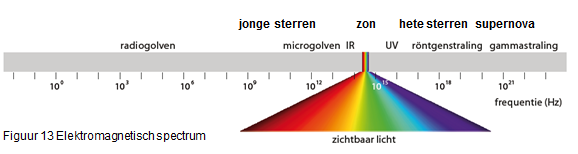 jonge sterren zon hete sterren supernova
radiogolven microgolven IR UV röntgenstraling gammastraling
10⁰ 10³ 10⁶ 10⁹ 10¹² 10¹⁵ 10¹⁸ 10²¹
frequentie (Hz)
Figuur 13 Elektromagnetisch spectrum
zichtbaar licht